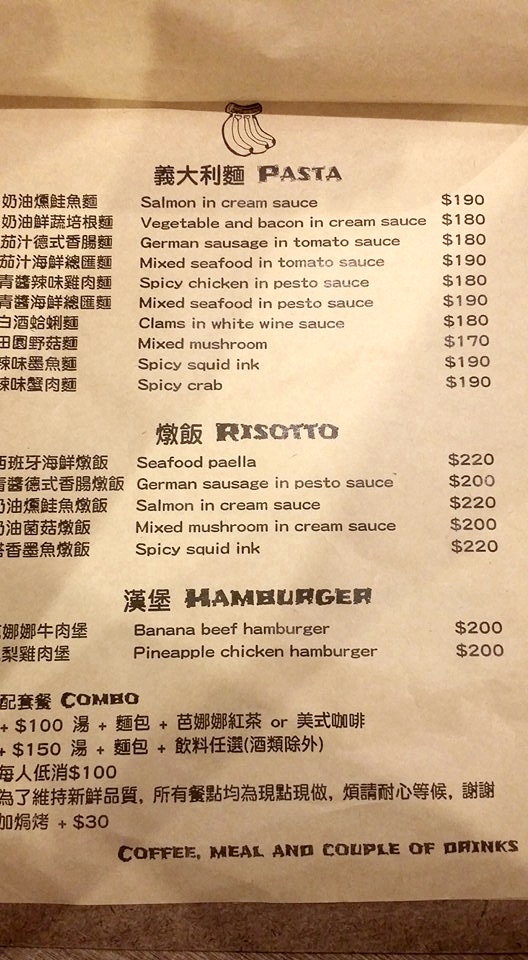 義大利麵 PASTA
奶油燻鮭魚麵 Salmon in cream sauce $190
奶油鮮蔬培根麵 Vegetable and bacon in cream sauce $180
茄汁德式香腸麵 German sausage in tomato sauce $180
茄汁海鮮總匯麵 Mixed seafood in tomato sauce $190
青醬辣味雞肉麵 Spicy chicken in pesto sauce $180
青醬海鮮總匯麵 Mixed seafood in pesto sauce $190
白酒蛤蜊麵 Clams in white wine sauce $180
田園野菇麵 Mixed mushroom $170
辣味墨魚麵 Spicy squid ink $190
辣味蟹肉麵 Spicy crab $190
燉飯 RISOTTO
西班牙海鮮燉飯 Seafood paella $220
青醬德式香腸燉飯 German sausage in pesto sauce $200
奶油燻鮭魚燉飯 Salmon in cream sauce $220
奶油菌菇燉飯 Mixed mushroom in cream sauce $200
香墨魚燉飯 Spicy squid ink $220
漢堡 HAMBURGER
娜娜牛肉堡 Banana beef hamburger $200
梨雞肉堡 Pineapple chicken hamburger $200
配套餐 COMBO
+ $100 湯 + 麵包 + 芭娜娜紅茶 or 美式咖啡
+ $150 湯 + 麵包 + 飲料任選(酒類除外)
每人低消$100
為了維持新鮮品質, 所有餐點均為現點現做, 煩請耐心等候, 謝謝
加焗烤 + $30
COFFEE, MEAL AND COUPLE OF DRINKS